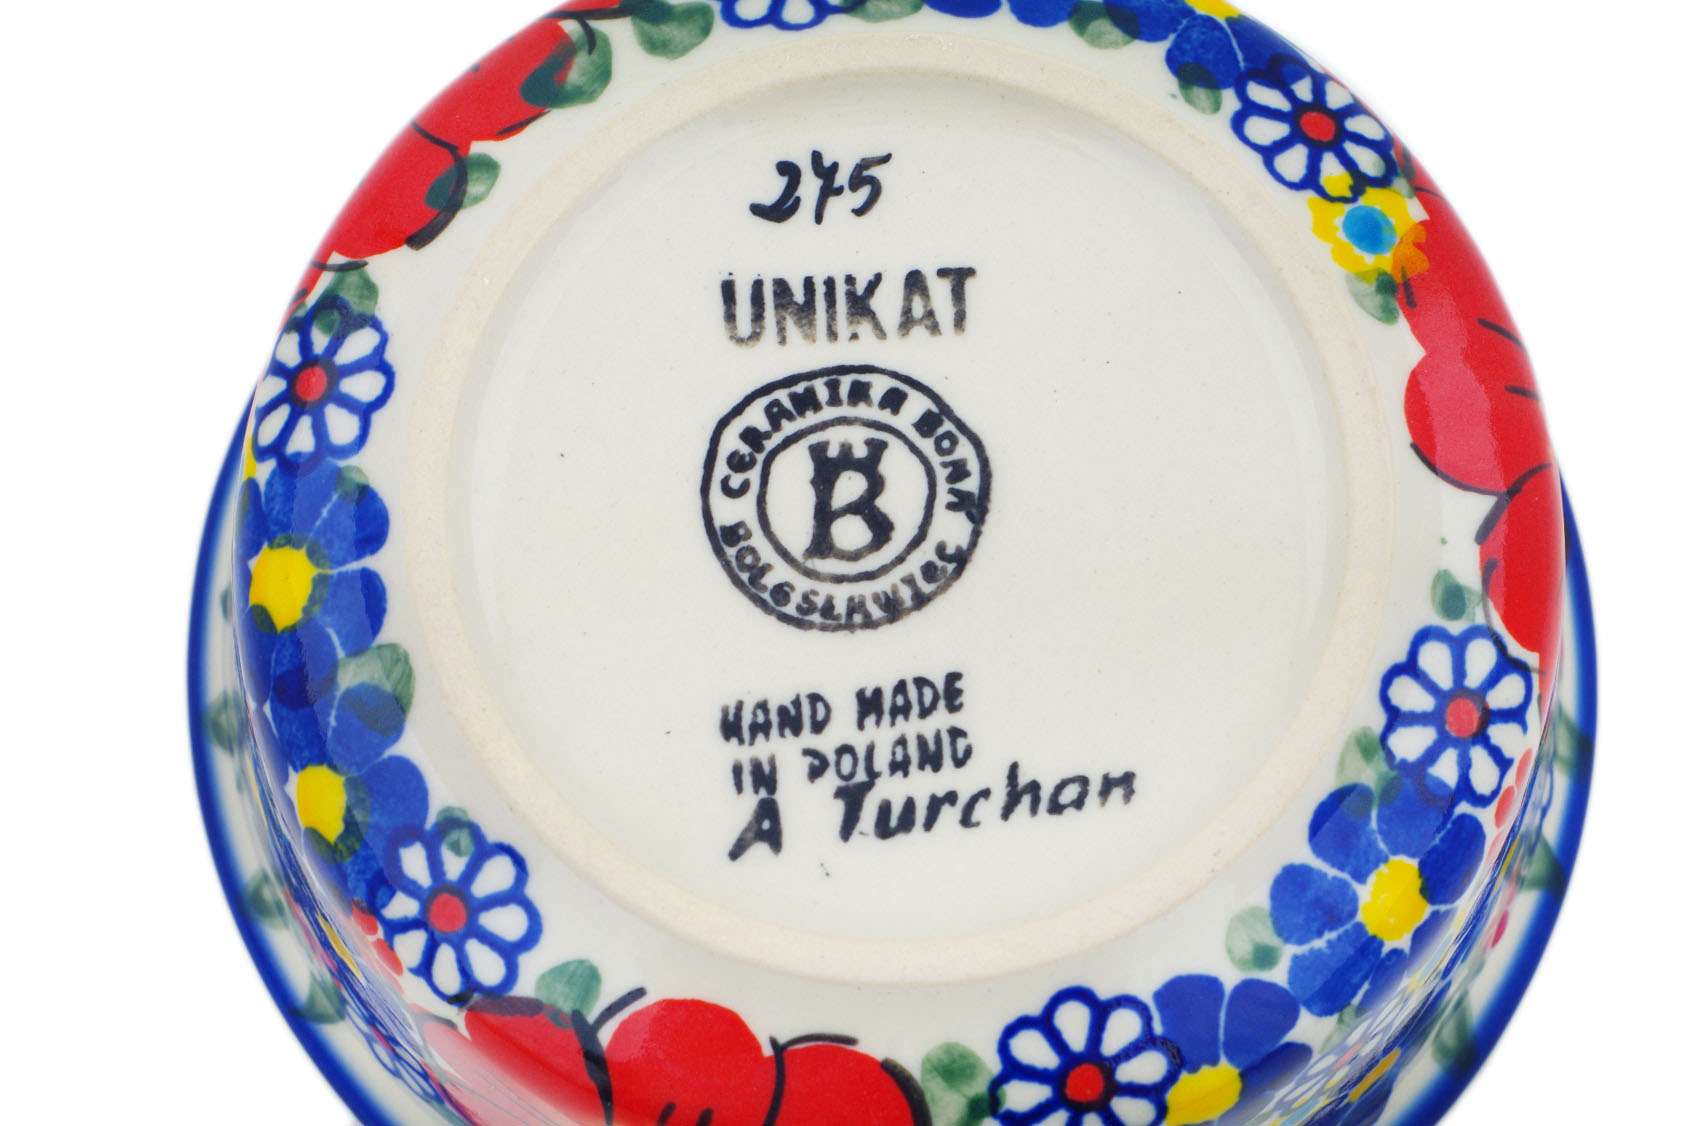 275
UNIKAT
CERAMIKA BONA
B
BOLESŁAWIEC
HAND MADE
IN POLAND
A Turchan